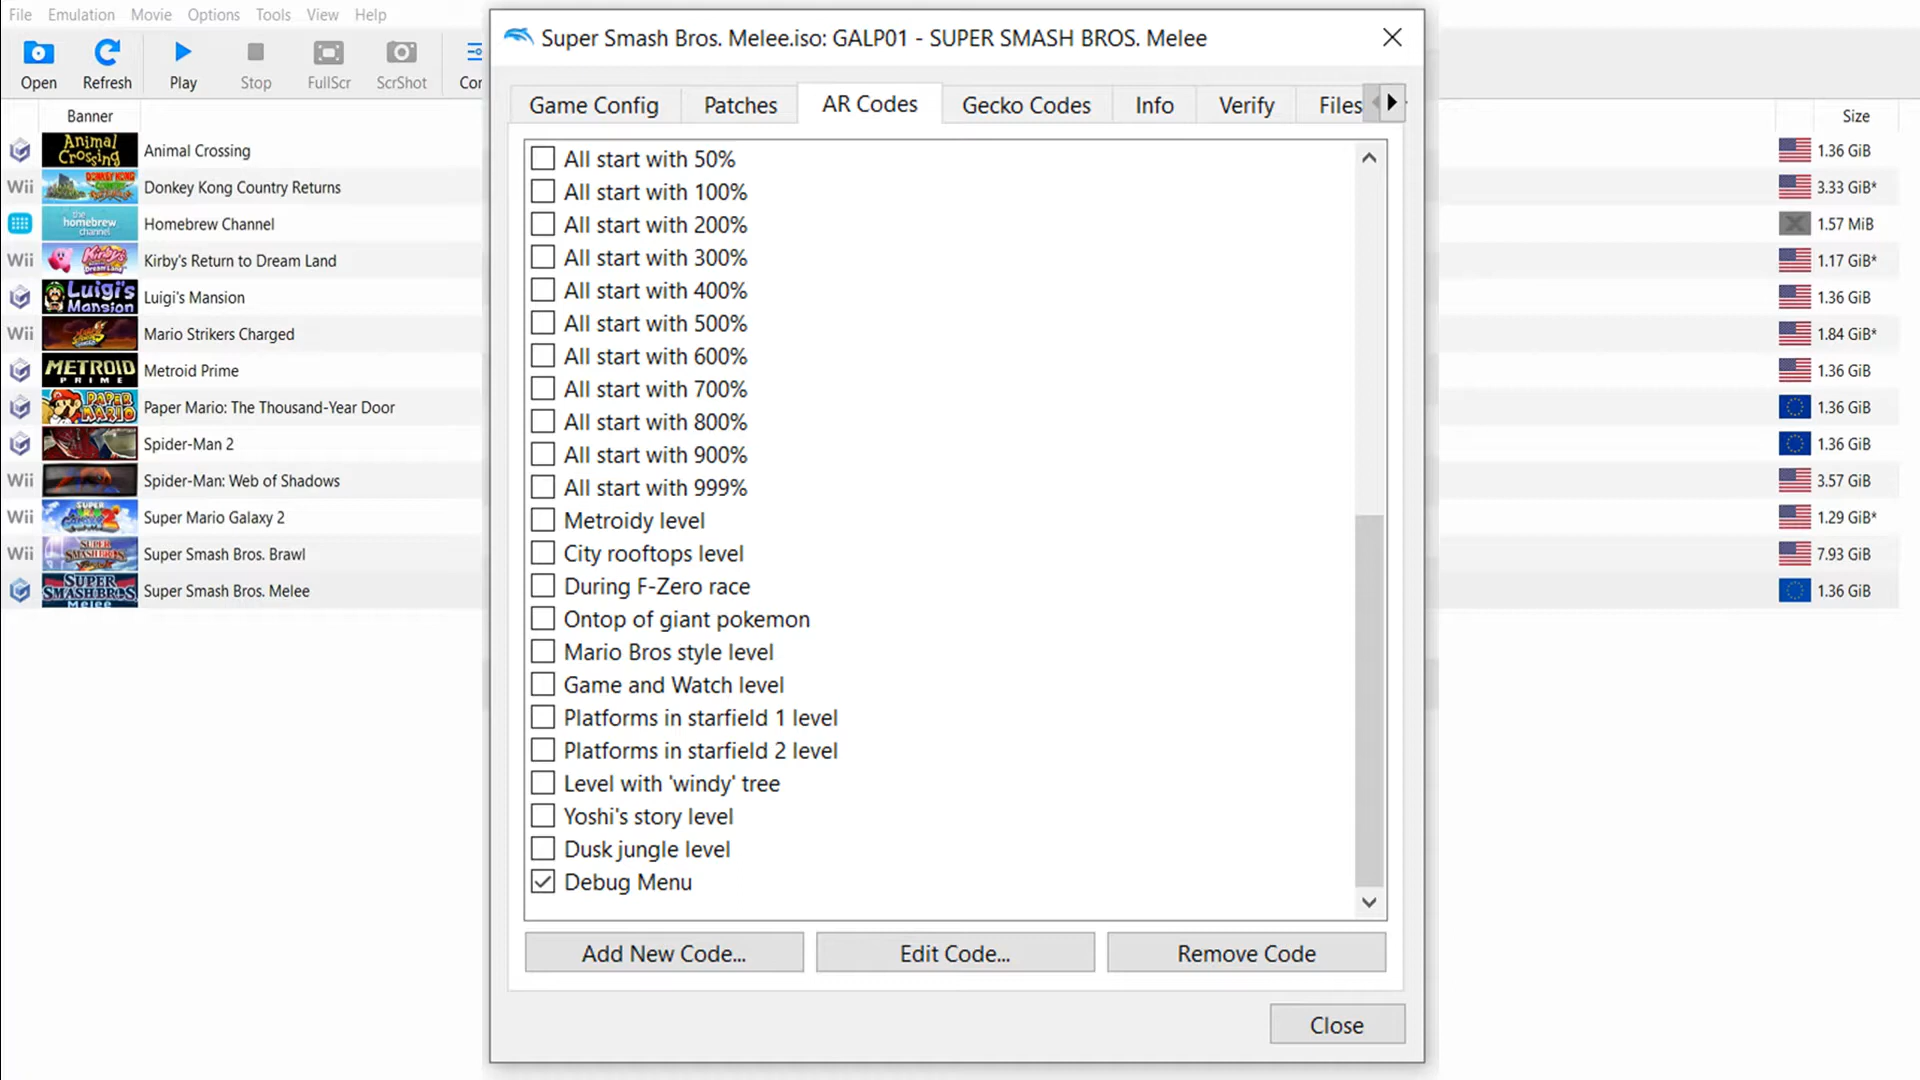 File Emulation Movie Options Tools View Help
Open Refresh Play Stop FullScr ScrShot Cor
Banner
Size
Animal Crossing
Animal Crossing
1.36 GiB
Wii
Donkey Kong Country Returns
3.33 GiB*
the homebrew channel
Homebrew Channel
1.57 MiB
Wii
Kirby's
Kirby's Return to Dream Land
1.17 GiB*
Luigi's Mansion
Luigi's Mansion
1.36 GiB
Wii
Mario Strikers Charged
1.84 GiB*
METROID PRIME
Metroid Prime
1.36 GiB
PAPER MARIO
Paper Mario: The Thousand-Year Door
1.36 GiB
Spider-Man 2
1.36 GiB
Wii
Spider-Man: Web of Shadows
3.57 GiB
Wii
Super Mario Galaxy 2
1.29 GiB*
Wii
Super Smash Bros. Brawl
7.93 GiB
SUPER SMASH BROS. Melee
Super Smash Bros. Melee
1.36 GiB
Super Smash Bros. Melee.iso: GALP01 - SUPER SMASH BROS. Melee
Game Config Patches AR Codes Gecko Codes Info Verify Files
All start with 50%
All start with 100%
All start with 200%
All start with 300%
All start with 400%
All start with 500%
All start with 600%
All start with 700%
All start with 800%
All start with 900%
All start with 999%
Metroidy level
City rooftops level
During F-Zero race
Ontop of giant pokemon
Mario Bros style level
Game and Watch level
Platforms in starfield 1 level
Platforms in starfield 2 level
Level with 'windy' tree
Yoshi's story level
Dusk jungle level
Debug Menu
Add New Code... Edit Code... Remove Code
Close